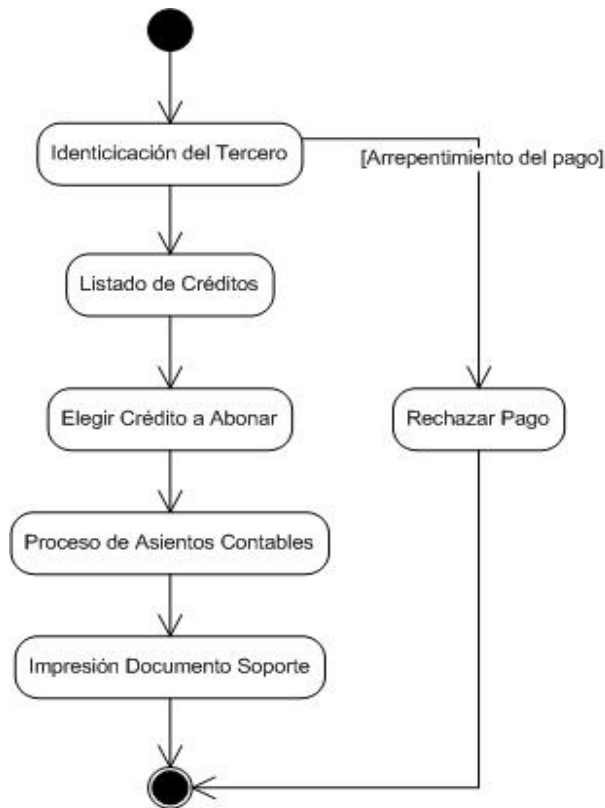 Identicicación del Tercero
[Arrepentimiento del pago]
Listado de Créditos
Elegir Crédito a Abonar
Rechazar Pago
Proceso de Asientos Contables
Impresión Documento Soporte